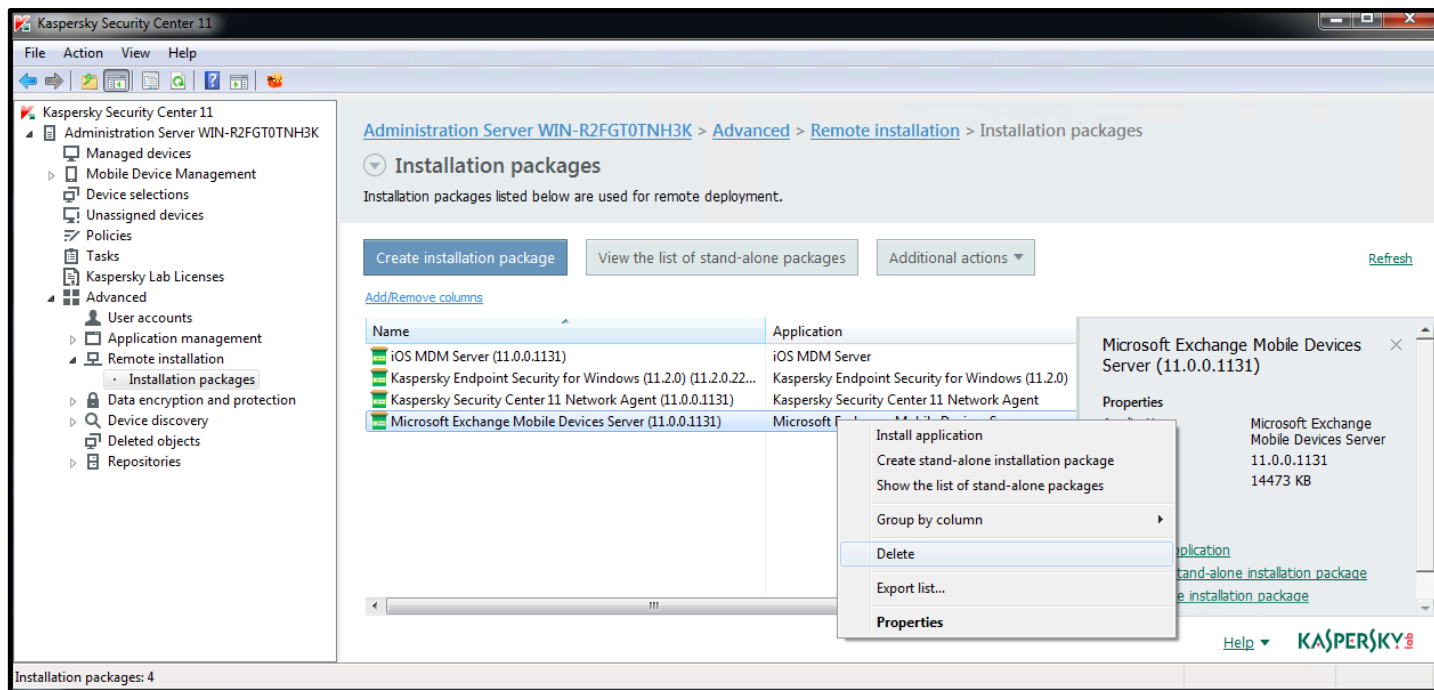 Kaspersky Security Center 11
File Action View Help
Kaspersky Security Center 11
Administration Server WIN-R2FGT0TNH3K
Managed devices
Mobile Device Management
Device selections
Unassigned devices
Policies
Tasks
Kaspersky Lab Licenses
Advanced
User accounts
Application management
Remote installation
Installation packages
Data encryption and protection
Device discovery
Deleted objects
Repositories
Administration Server WIN-R2FGT0TNH3K > Advanced > Remote installation > Installation packages
Installation packages
Installation packages listed below are used for remote deployment.
Create installation package View the list of stand-alone packages Additional actions Refresh
Add/Remove columns
Name Application
iOS MDM Server (11.0.0.1131) iOS MDM Server
Kaspersky Endpoint Security for Windows (11.2.0) (11.2.0.22... Kaspersky Endpoint Security for Windows (11.2.0)
Kaspersky Security Center 11 Network Agent (11.0.0.1131) Kaspersky Security Center 11 Network Agent
Microsoft Exchange Mobile Devices Server (11.0.0.1131) Microsoft
Install application
Create stand-alone installation package
Show the list of stand-alone packages
Group by column
Delete
Export list...
Properties
Microsoft Exchange Mobile Devices
Server (11.0.0.1131)
Properties
Microsoft Exchange
Mobile Devices Server
11.0.0.1131
14473 KB
installation package
installation package
Help KASPERSKY lab
Installation packages: 4